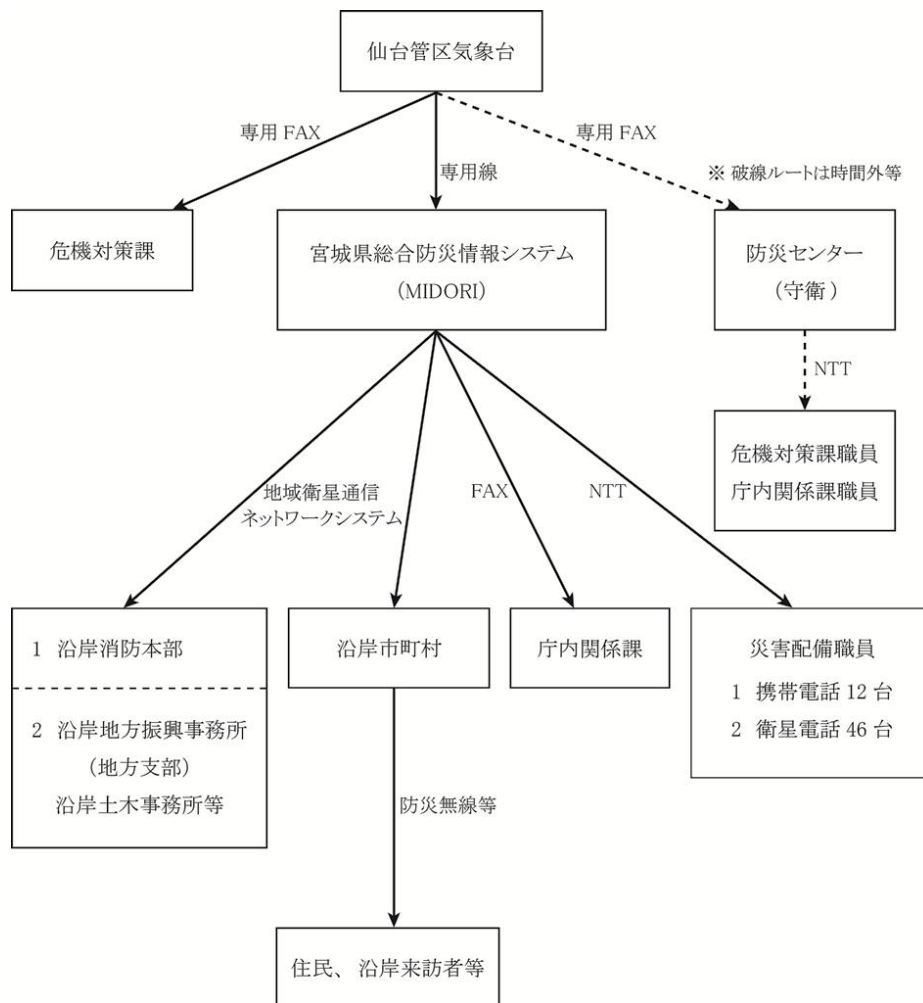 仙台管区気象台
専用 FAX
専用線
専用 FAX
※ 破線ルートは時間外等
危機対策課
宮城県総合防災情報システム
(MIDORI)
防災センター
(守衛)
NTT
危機対策課職員
庁内関係課職員
地域衛星通信
ネットワークシステム
FAX
NTT
1 沿岸消防本部
2 沿岸地方振興事務所
(地方支部)
沿岸土木事務所等
沿岸市町村
庁内関係課
災害配備職員
1 携帯電話 12 台
2 衛星電話 46 台
防災無線等
住民、沿岸来訪者等